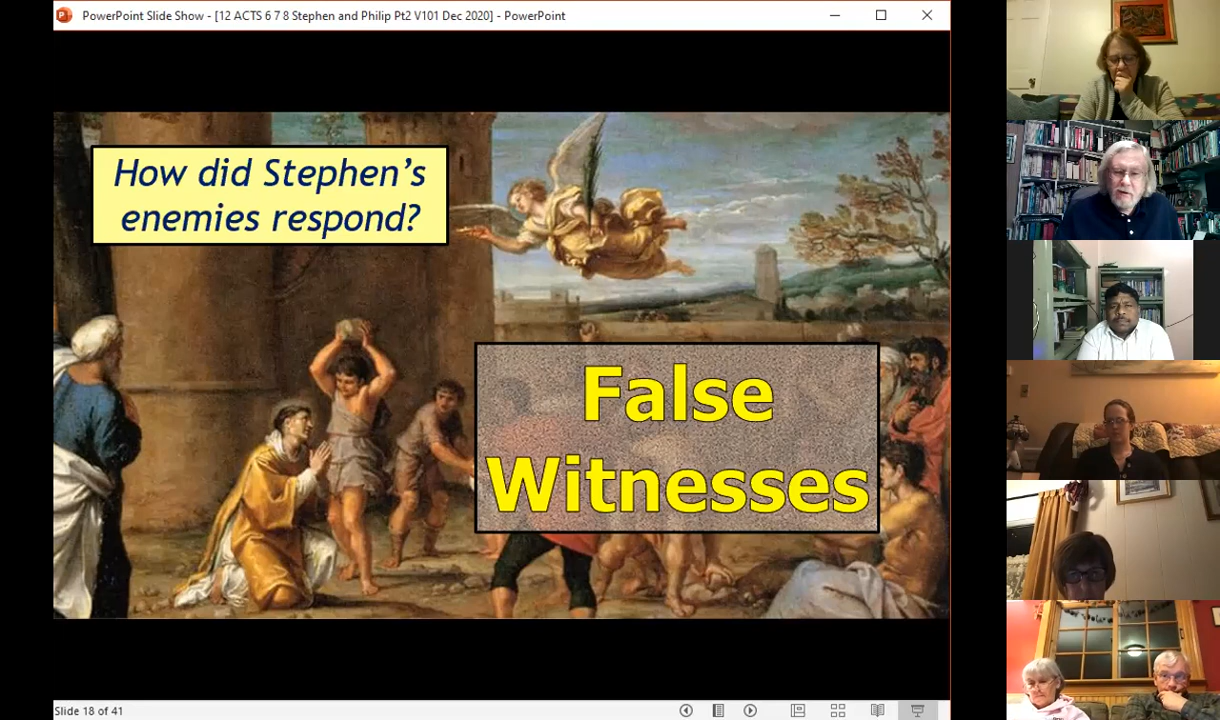 PowerPoint Slide Show - [12 ACTS 6 7 8 Stephen and Philip Pt2 V101 Dec 2020] - PowerPoint
How did Stephen's
enemies respond?
False
Witnesses
Slide 18 of 41